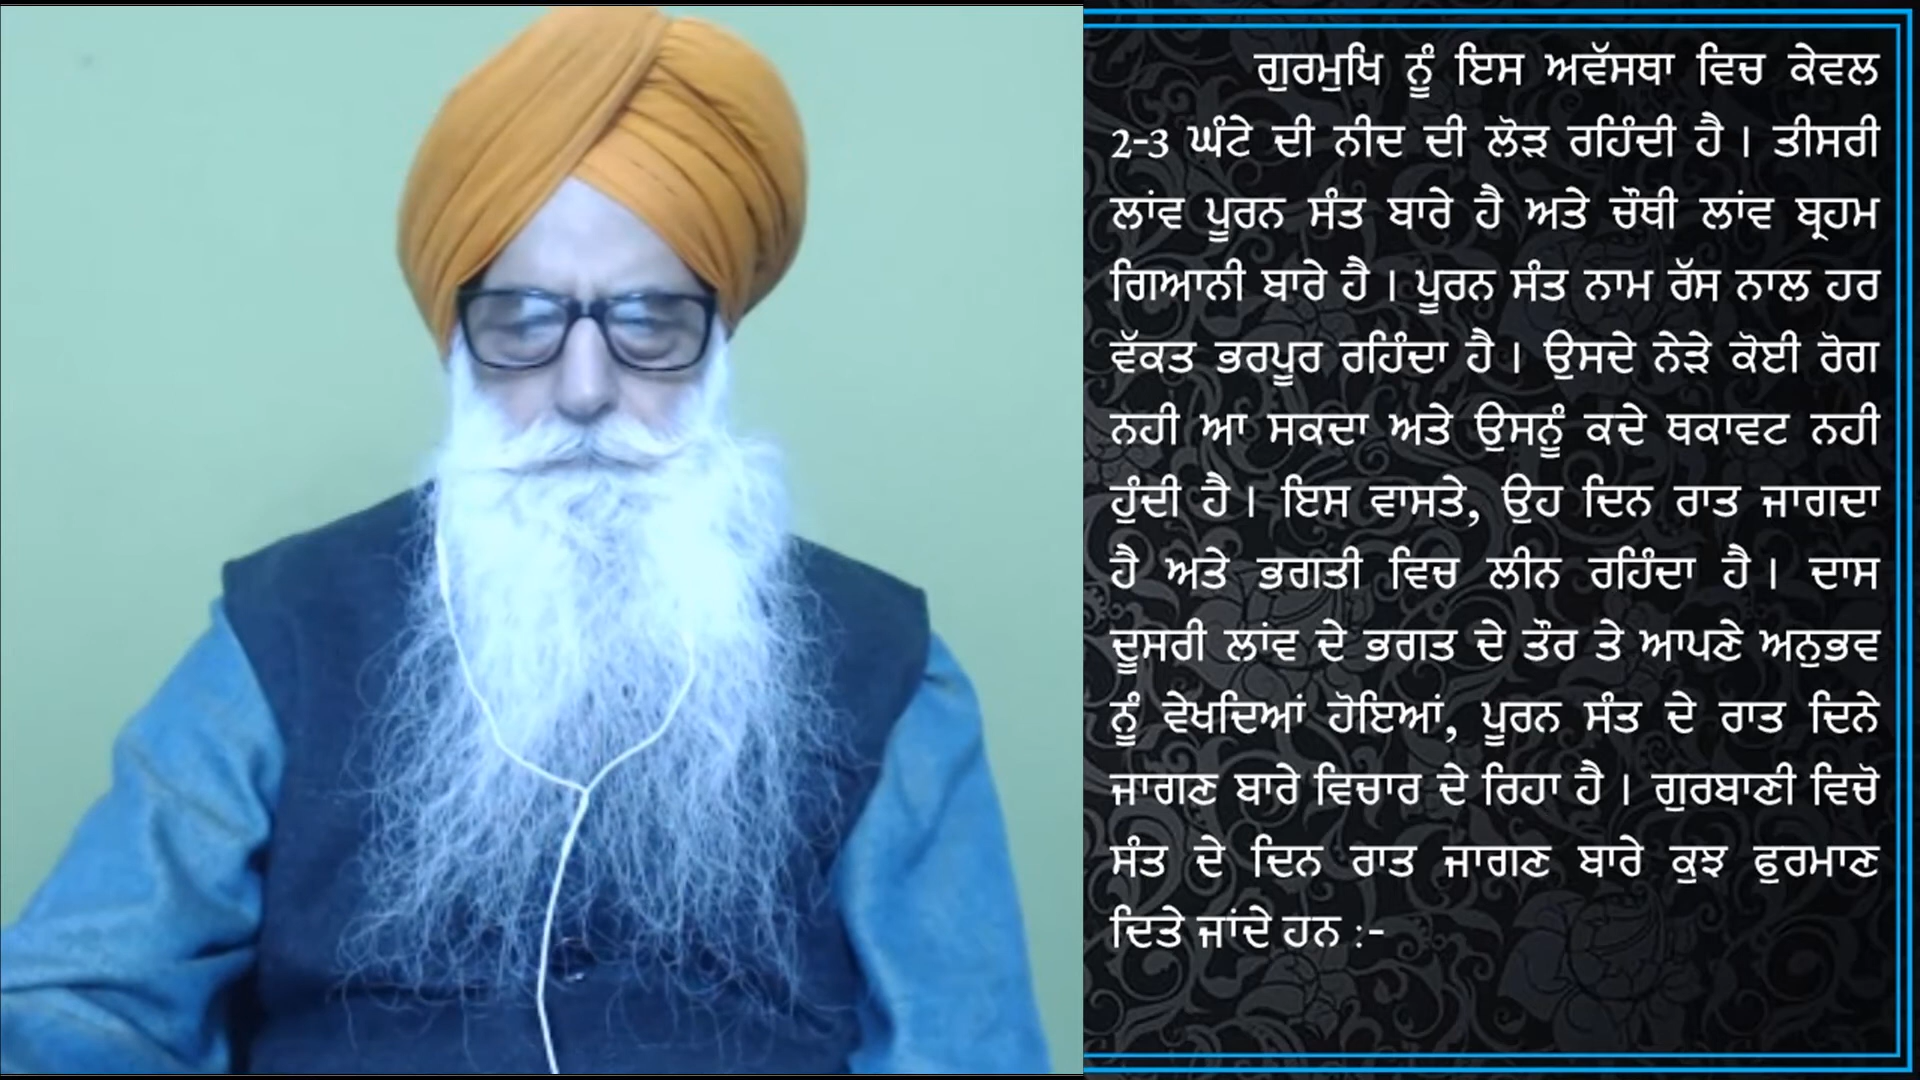 ਗੁਰਮੁਖਿ ਨੂੰ ਇਸ ਅਵੱਸਥਾ ਵਿਚ ਕੇਵਲ
2-3 ਘੰਟੇ ਦੀ ਨੀਦ ਦੀ ਲੋੜ ਰਹਿੰਦੀ ਹੈ। ਤੀਸਰੀ
ਲਾਂਵ ਪੂਰਨ ਸੰਤ ਬਾਰੇ ਹੈ ਅਤੇ ਚੌਥੀ ਲਾਂਵ ਬ੍ਰਹਮ
ਗਿਆਨੀ ਬਾਰੇ ਹੈ। ਪੂਰਨ ਸੰਤ ਨਾਮ ਰੱਸ ਨਾਲ ਹਰ
ਵੱਕਤ ਭਰਪੂਰ ਰਹਿੰਦਾ ਹੈ। ਉਸਦੇ ਨੇੜੇ ਕੋਈ ਰੋਗ
ਨਹੀ ਆ ਸਕਦਾ ਅਤੇ ਉਸਨੂੰ ਕਦੇ ਥਕਾਵਟ ਨਹੀ
ਹੁੰਦੀ ਹੈ। ਇਸ ਵਾਸਤੇ, ਉਹ ਦਿਨ ਰਾਤ ਜਾਗਦਾ
ਹੈ ਅਤੇ ਭਗਤੀ ਵਿਚ ਲੀਨ ਰਹਿੰਦਾ ਹੈ। ਦਾਸ
ਦੂਸਰੀ ਲਾਂਵ ਦੇ ਭਗਤ ਦੇ ਤੌਰ ਤੇ ਆਪਣੇ ਅਨੁਭਵ
ਨੂੰ ਵੇਖਦਿਆਂ ਹੋਇਆਂ, ਪੂਰਨ ਸੰਤ ਦੇ ਰਾਤ ਦਿਨੇ
ਜਾਗਣ ਬਾਰੇ ਵਿਚਾਰ ਦੇ ਰਿਹਾ ਹੈ। ਗੁਰਬਾਣੀ ਵਿਚੋ
ਸੰਤ ਦੇ ਦਿਨ ਰਾਤ ਜਾਗਣ ਬਾਰੇ ਕੁਝ ਫੁਰਮਾਣ
ਦਿਤੇ ਜਾਂਦੇ ਹਨ :-